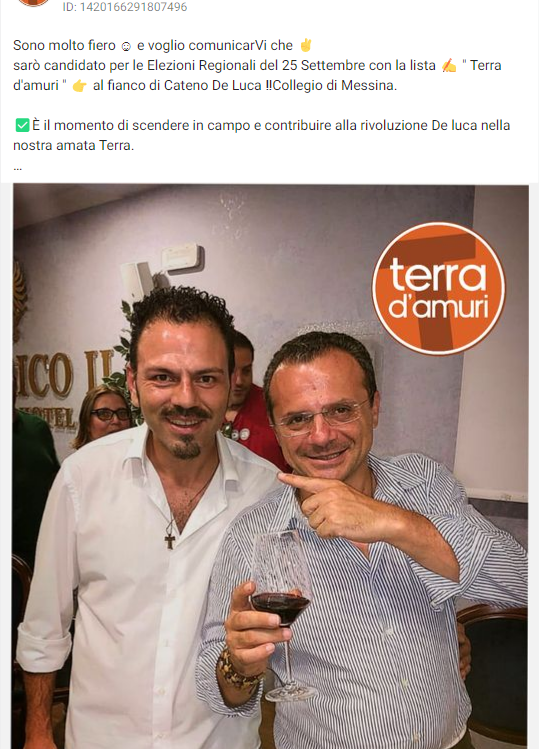 ID: 1420166291807496
Sono molto fiero ☺ e voglio comunicarVi che ✌
sarò candidato per le Elezioni Regionali del 25 Settembre con la lista ✍ " Terra
d'amuri " 👉 al fianco di Cateno De Luca ‼Collegio di Messina.
✅È il momento di scendere in campo e contribuire alla rivoluzione De luca nella
nostra amata Terra.
...
terra
d'amuri
ICO II
HOTEL